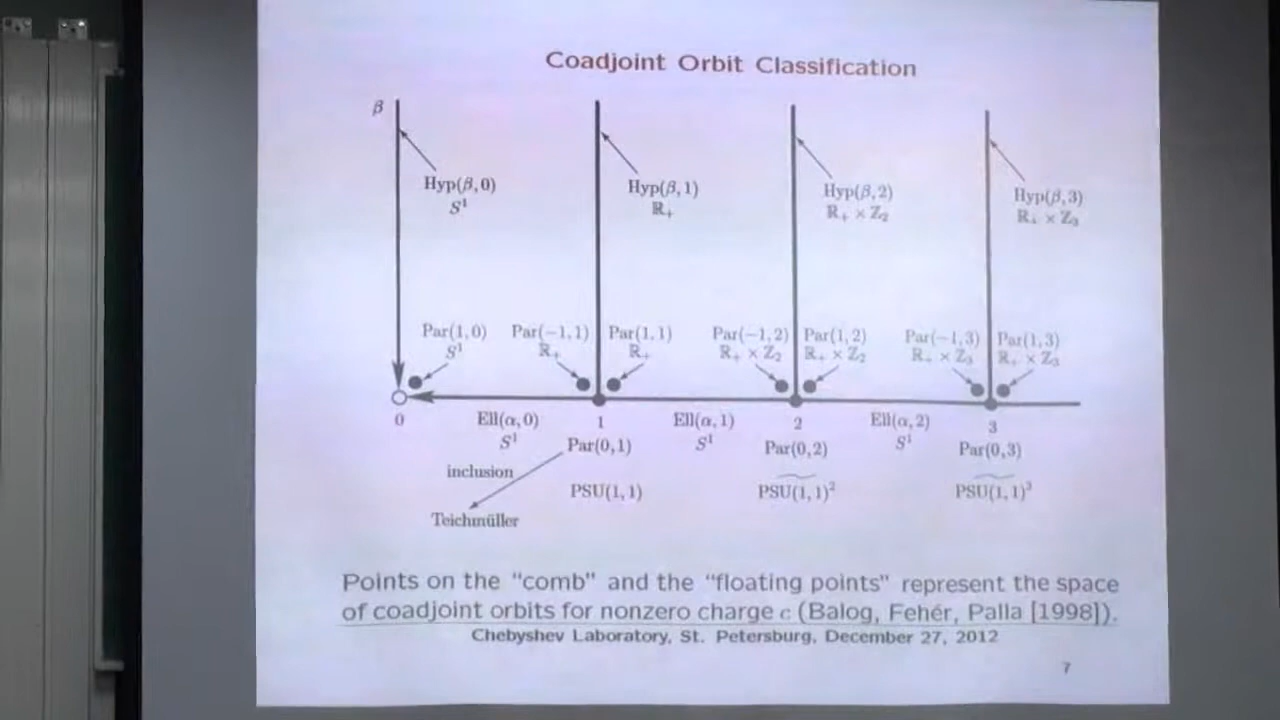 Coadjoint Orbit Classification
β
Hyp(β, 0)
S¹
Hyp(β, 1)
ℝ₊
Hyp(β, 2)
ℝ₊ × ℤ₂
Hyp(β, 3)
ℝ₊ × ℤ₃
Par(1, 0)
S¹
Par(−1, 1)
ℝ₊
Par(1, 1)
ℝ₊
Par(−1, 2)
ℝ₊ × ℤ₂
Par(1, 2)
ℝ₊ × ℤ₂
Par(−1, 3)
ℝ₊ × ℤ₃
Par(1, 3)
ℝ₊ × ℤ₃
0
Ell(α, 0)
S¹
1
Par(0, 1)
Ell(α, 1)
S¹
2
Par(0, 2)
Ell(α, 2)
S¹
3
Par(0, 3)
inclusion
Teichmüller
PSU(1, 1)
PSU(1, 1)²
PSU(1, 1)³
Points on the "comb" and the "floating points" represent the space
of coadjoint orbits for nonzero charge c (Balog, Fehér, Palla [1998]).
Chebyshev Laboratory, St. Petersburg, December 27, 2012
7